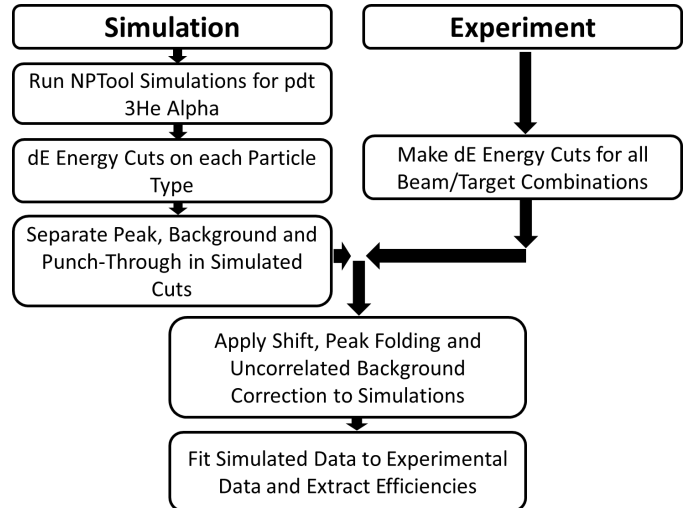 Simulation
Experiment
Run NPTool Simulations for pdt
3He Alpha
dE Energy Cuts on each Particle
Type
Make dE Energy Cuts for all
Beam/Target Combinations
Separate Peak, Background and
Punch-Through in Simulated
Cuts
Apply Shift, Peak Folding and
Uncorrelated Background
Correction to Simulations
Fit Simulated Data to Experimental
Data and Extract Efficiencies